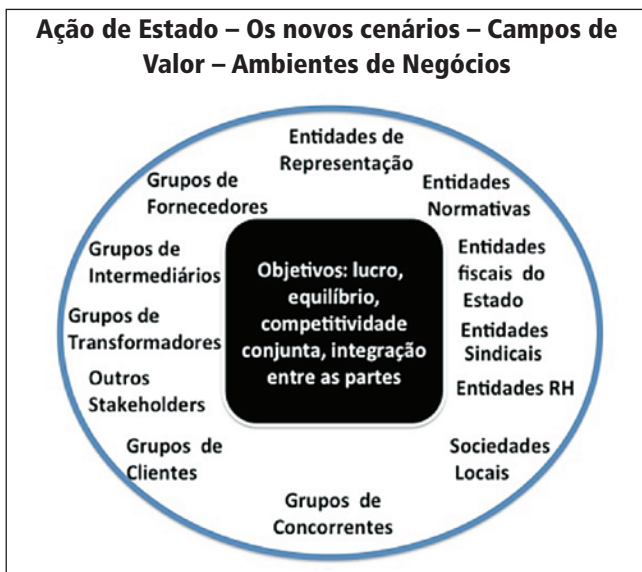 Ação de Estado – Os novos cenários – Campos de
Valor – Ambientes de Negócios
Entidades de
Representação
Entidades
Normativas
Entidades
fiscais do
Estado
Entidades
Sindicais
Entidades RH
Sociedades
Locais
Grupos de
Concorrentes
Grupos de
Clientes
Outros
Stakeholders
Grupos de
Transformadores
Grupos de
Intermediários
Grupos de
Fornecedores
Objetivos: lucro,
equilíbrio,
competitividade
conjunta, integração
entre as partes